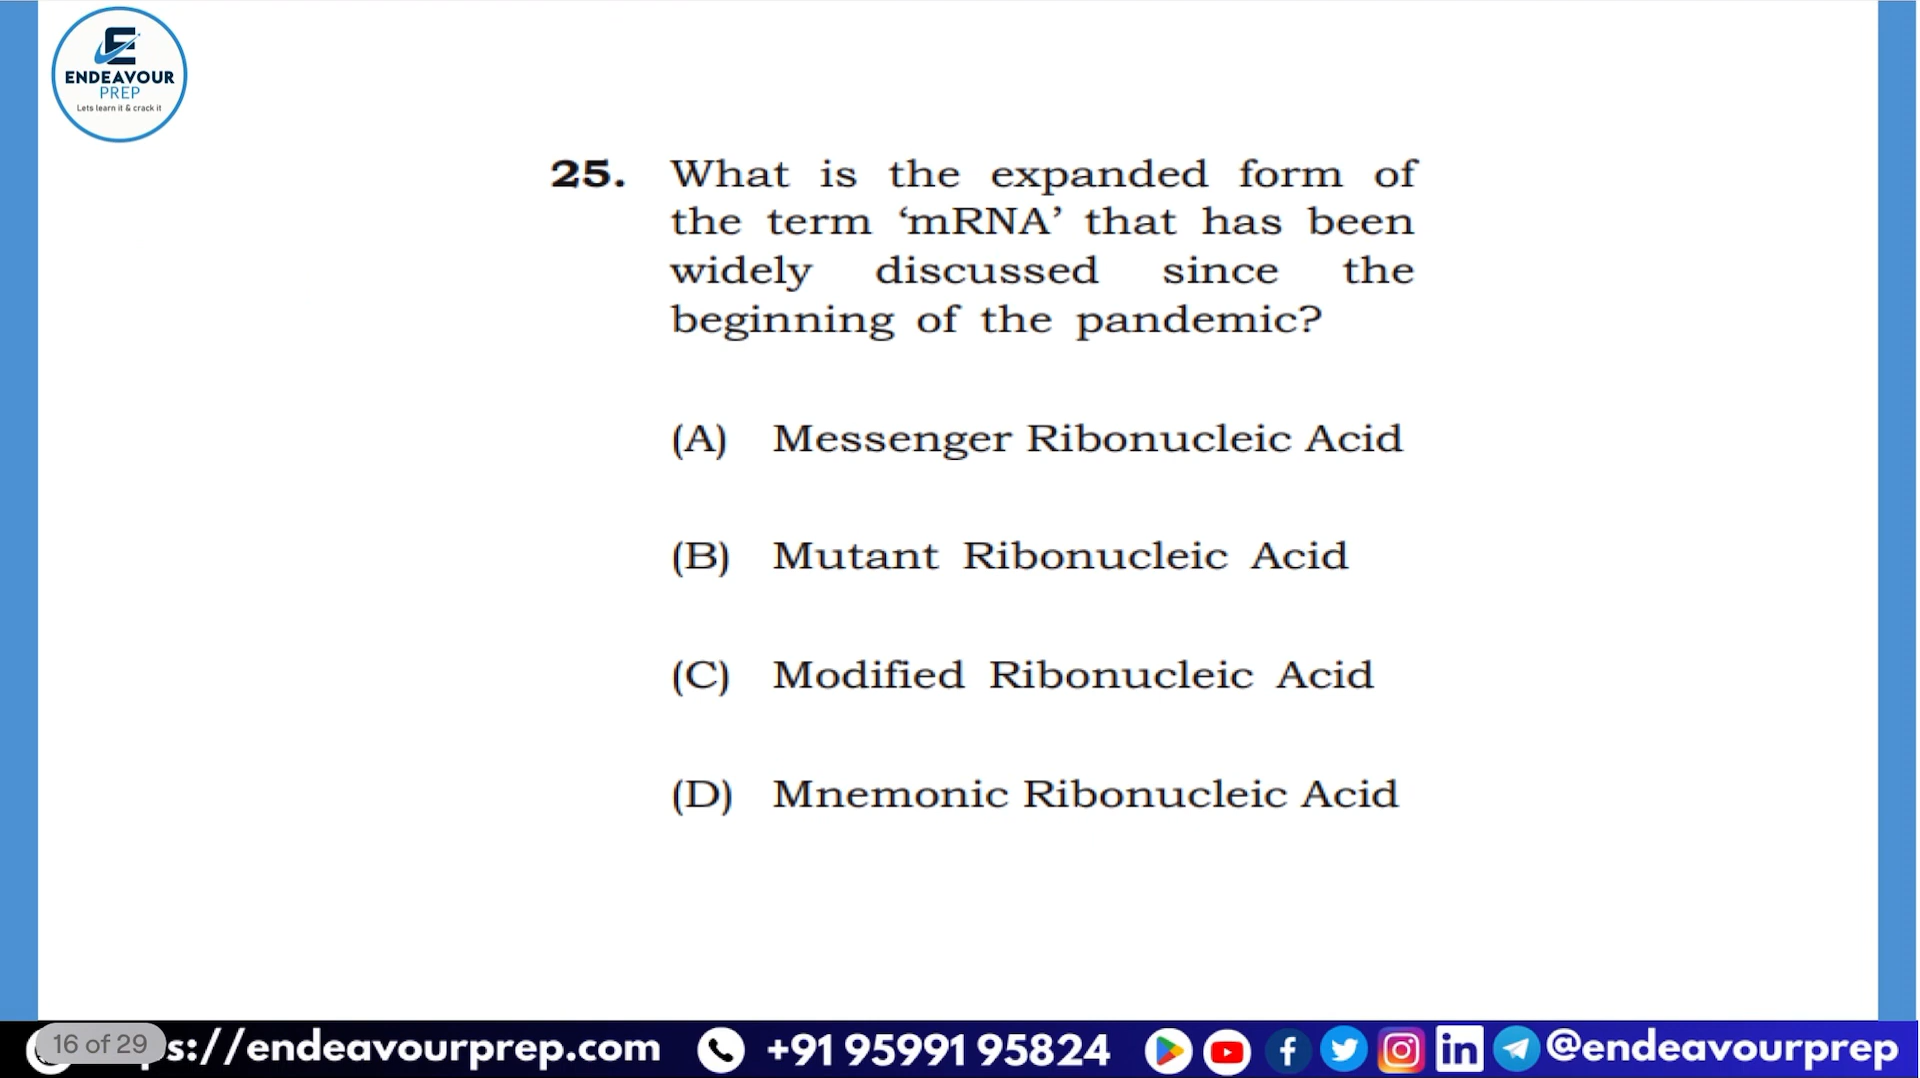 ENDEAVOUR
PREP
Lets learn it & crack it
25. What is the expanded form of
the term ‘mRNA’ that has been
widely discussed since the
beginning of the pandemic?
(A) Messenger Ribonucleic Acid
(B) Mutant Ribonucleic Acid
(C) Modified Ribonucleic Acid
(D) Mnemonic Ribonucleic Acid
16 of 29 s://endeavourprep.com +91 95991 95824 @endeavourprep